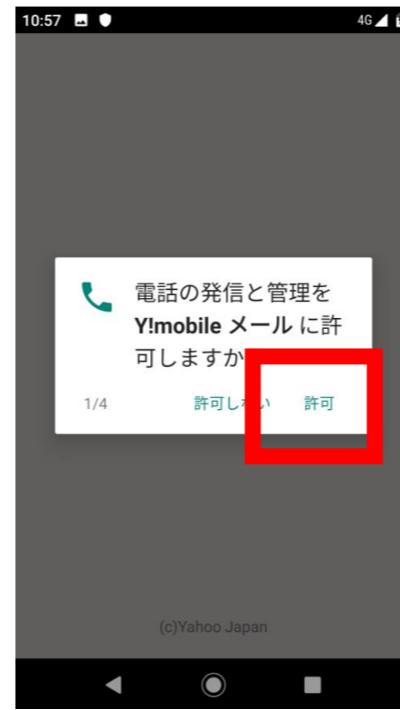 10:57 4G
電話の発信と管理を
Y!mobile メール に許
可しますか
1/4 許可しない 許可
(c)Yahoo Japan